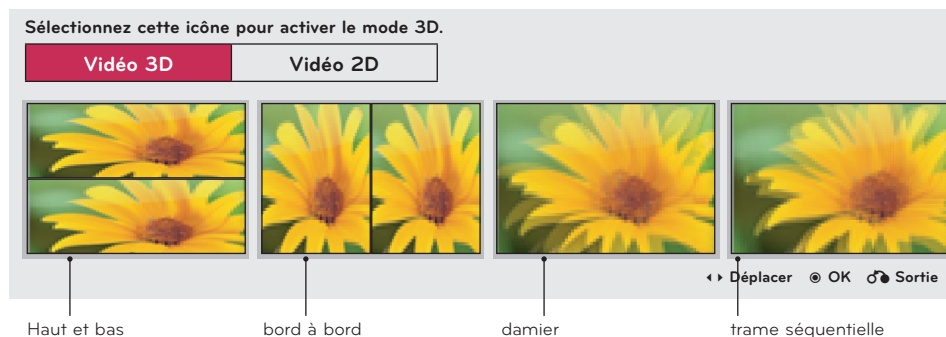 Sélectionnez cette icône pour activer le mode 3D.
Vidéo 3D Vidéo 2D
Déplacer OK Sortie
Haut et bas bord à bord damier trame séquentielle